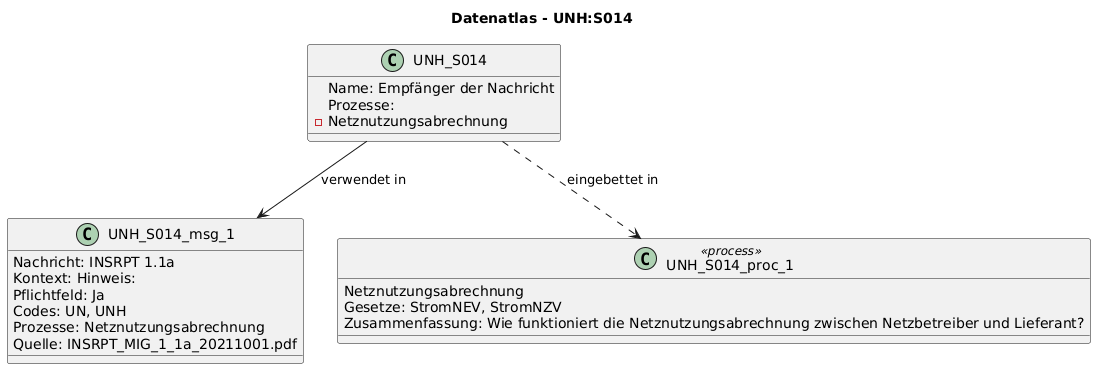 Datenatlas - UNH:S014
C UNH_S014
Name: Empfänger der Nachricht
Prozesse:
Netznutzungsabrechnung
verwendet in
eingebettet in
C UNH_S014_msg_1
Nachricht: INSRPT 1.1a
Kontext: Hinweis:
Pflichtfeld: Ja
Codes: UN, UNH
Prozesse: Netznutzungsabrechnung
Quelle: INSRPT_MIG_1_1a_20211001.pdf
«process»
C UNH_S014_proc_1
Netznutzungsabrechnung
Gesetze: StromNEV, StromNZV
Zusammenfassung: Wie funktioniert die Netznutzungsabrechnung zwischen Netzbetreiber und Lieferant?